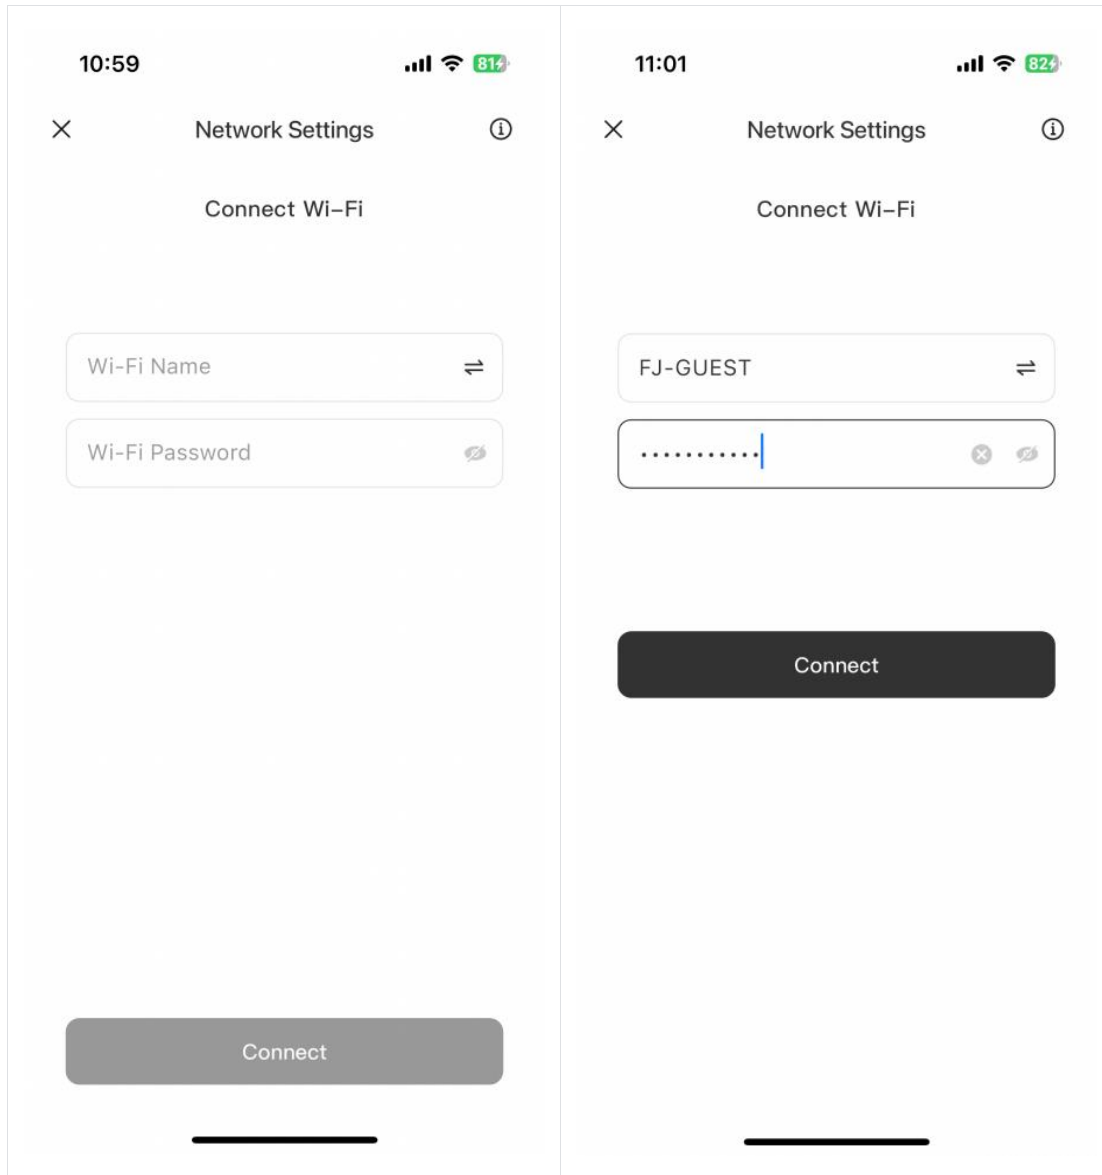 10:59
81
Network Settings
Connect Wi-Fi
Wi-Fi Name
Wi-Fi Password
Connect
11:01
82
Network Settings
Connect Wi-Fi
FJ-GUEST
•••••••••••
Connect